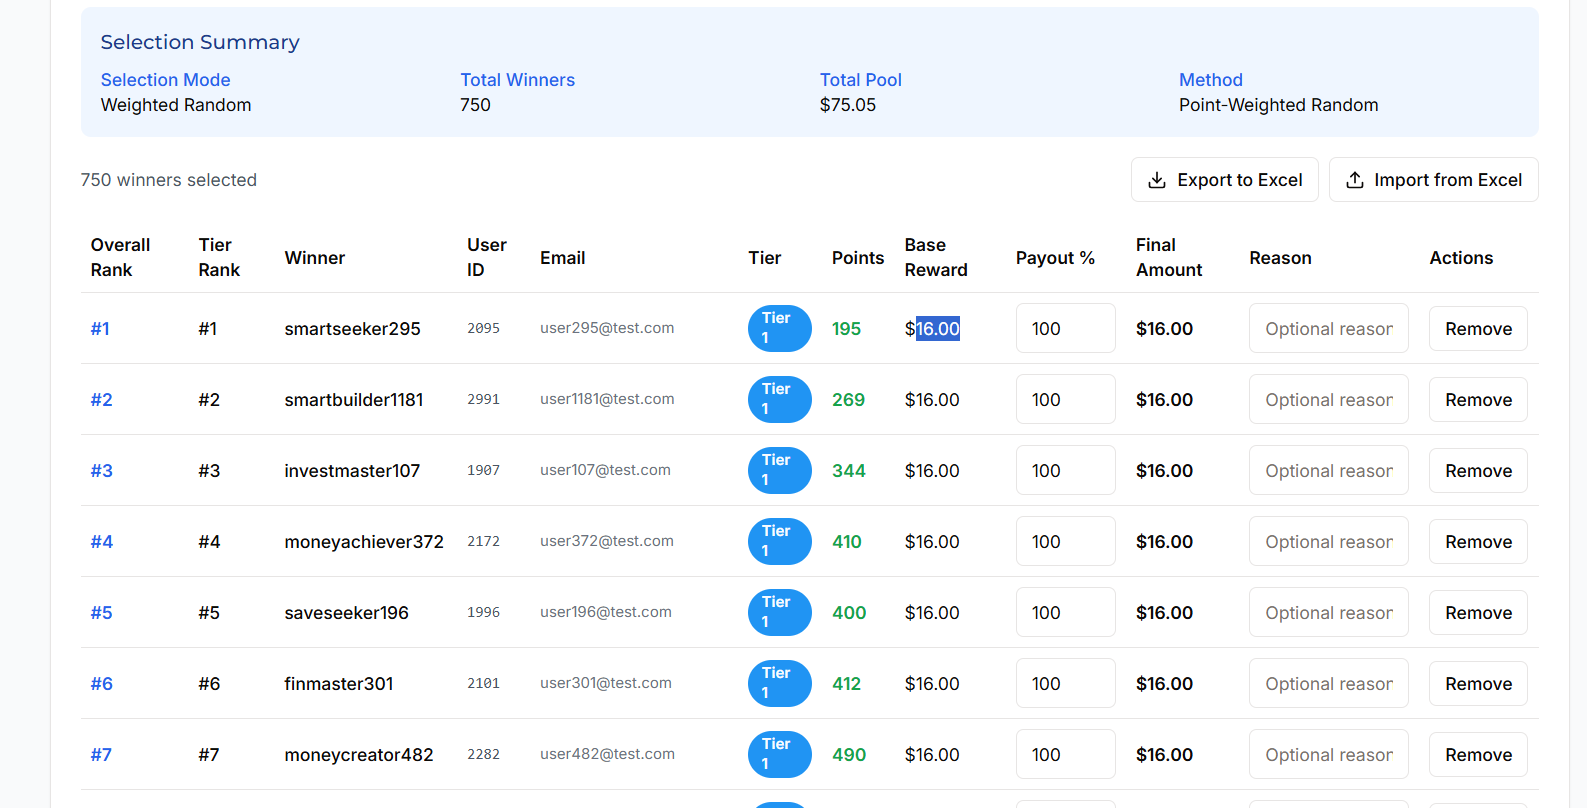 Selection Summary
Selection Mode Total Winners Total Pool Method
Weighted Random 750 $75.05 Point-Weighted Random
750 winners selected Export to Excel Import from Excel
Overall Rank Tier Rank Winner User ID Email Tier Points Base Reward Payout % Final Amount Reason Actions
#1 #1 smartseeker295 2095 user295@test.com Tier 1 195 $16.00 100 $16.00 Optional reason Remove
#2 #2 smartbuilder1181 2991 user1181@test.com Tier 1 269 $16.00 100 $16.00 Optional reason Remove
#3 #3 investmaster107 1907 user107@test.com Tier 1 344 $16.00 100 $16.00 Optional reason Remove
#4 #4 moneyachiever372 2172 user372@test.com Tier 1 410 $16.00 100 $16.00 Optional reason Remove
#5 #5 saveseeker196 1996 user196@test.com Tier 1 400 $16.00 100 $16.00 Optional reason Remove
#6 #6 finmaster301 2101 user301@test.com Tier 1 412 $16.00 100 $16.00 Optional reason Remove
#7 #7 moneycreator482 2282 user482@test.com Tier 1 490 $16.00 100 $16.00 Optional reason Remove